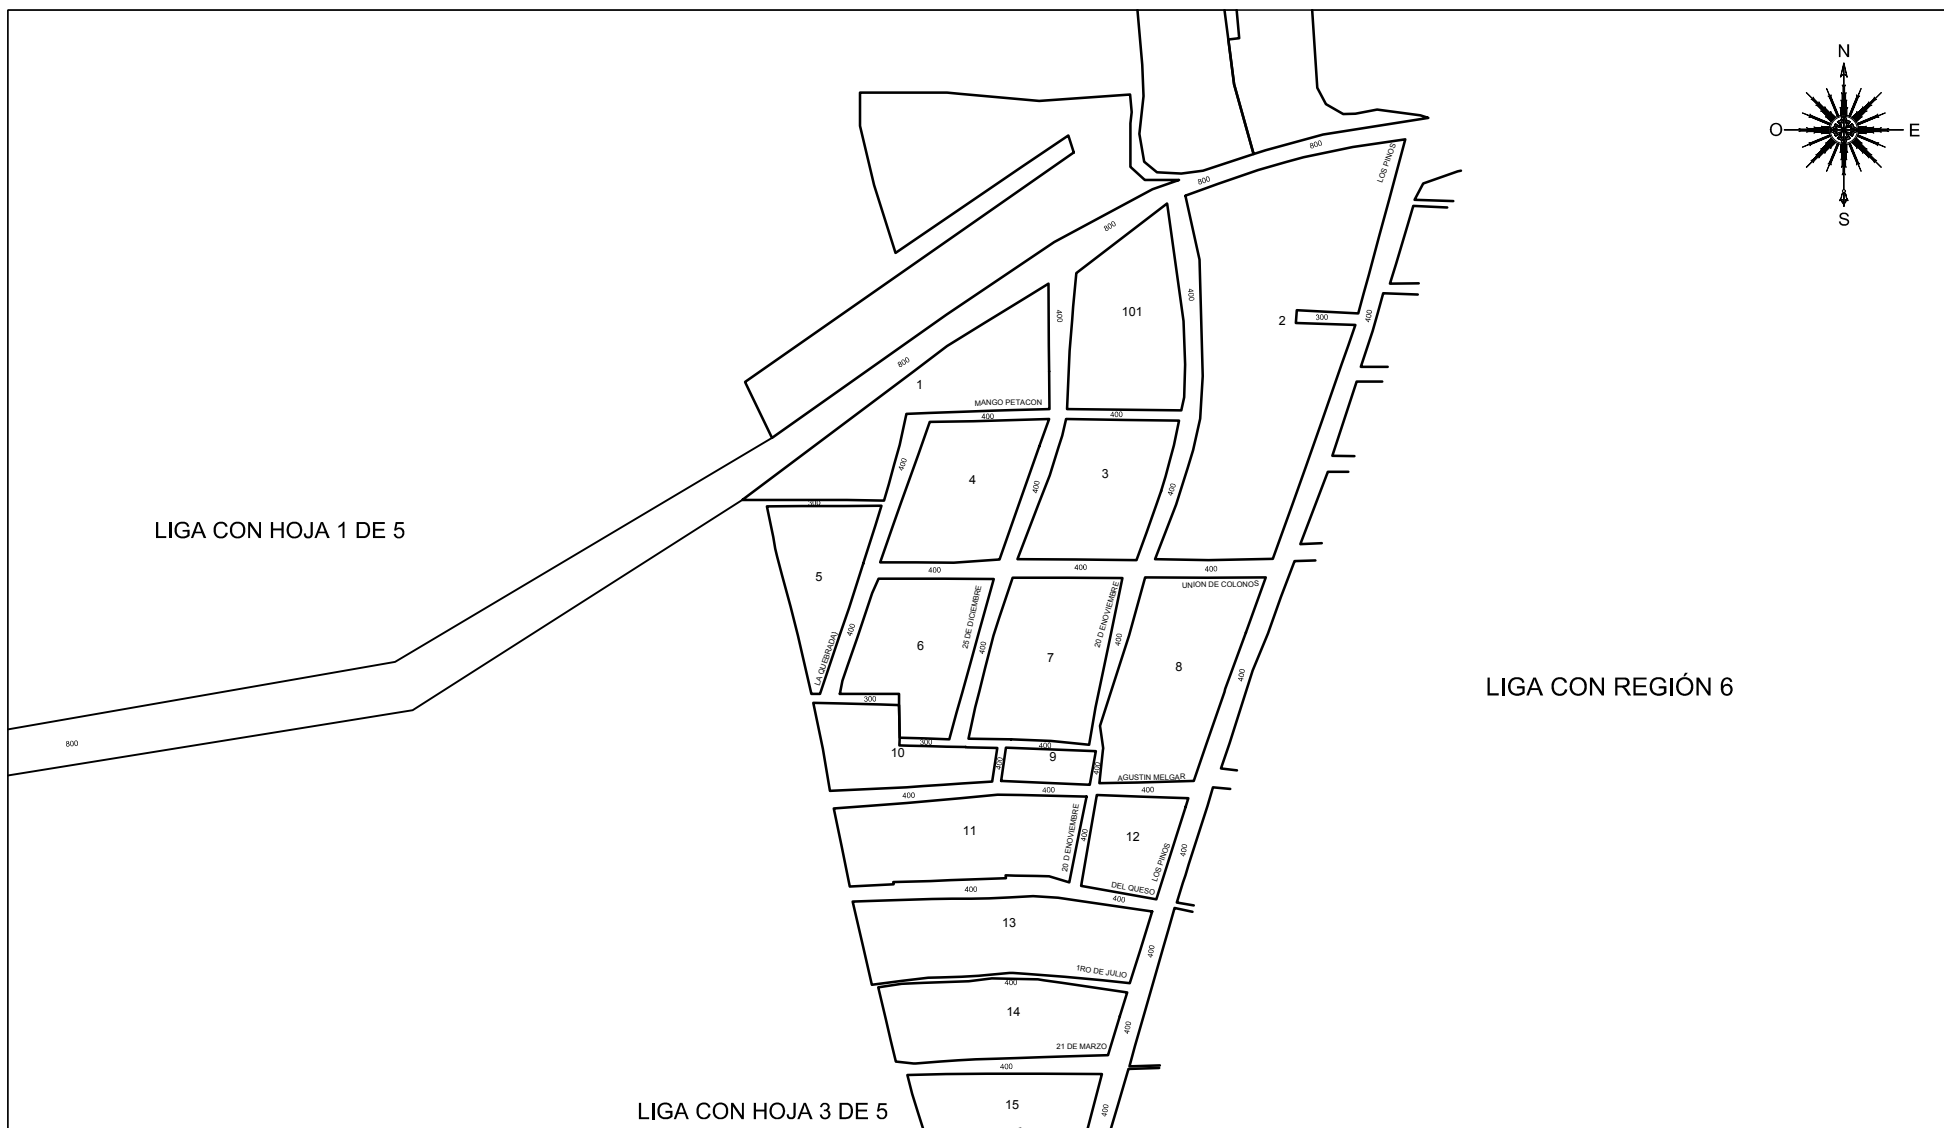 N
O
E
S
LOS PINOS
800
800
800
101
400
400
2
300
400
800
1
MANGO PETACON
400
400
400
4
3
400
400
300
LIGA CON HOJA 1 DE 5
5
400
400
400
UNION DE COLONOS
25 DE DICIEMBRE
20 D ENOVIEMBRE
400
400
400
6
7
8
400
LA QUEBRADA)
LIGA CON REGIÓN 6
300
800
300
400
10
9
400
400
AGUSTIN MELGAR
400
400
400
11
20 D ENOVIEMBRE
400
12
400
LOS PINOS
DEL QUESO
400
400
13
400
1RO DE JULIO
400
14
400
21 DE MARZO
400
15
400
LIGA CON HOJA 3 DE 5